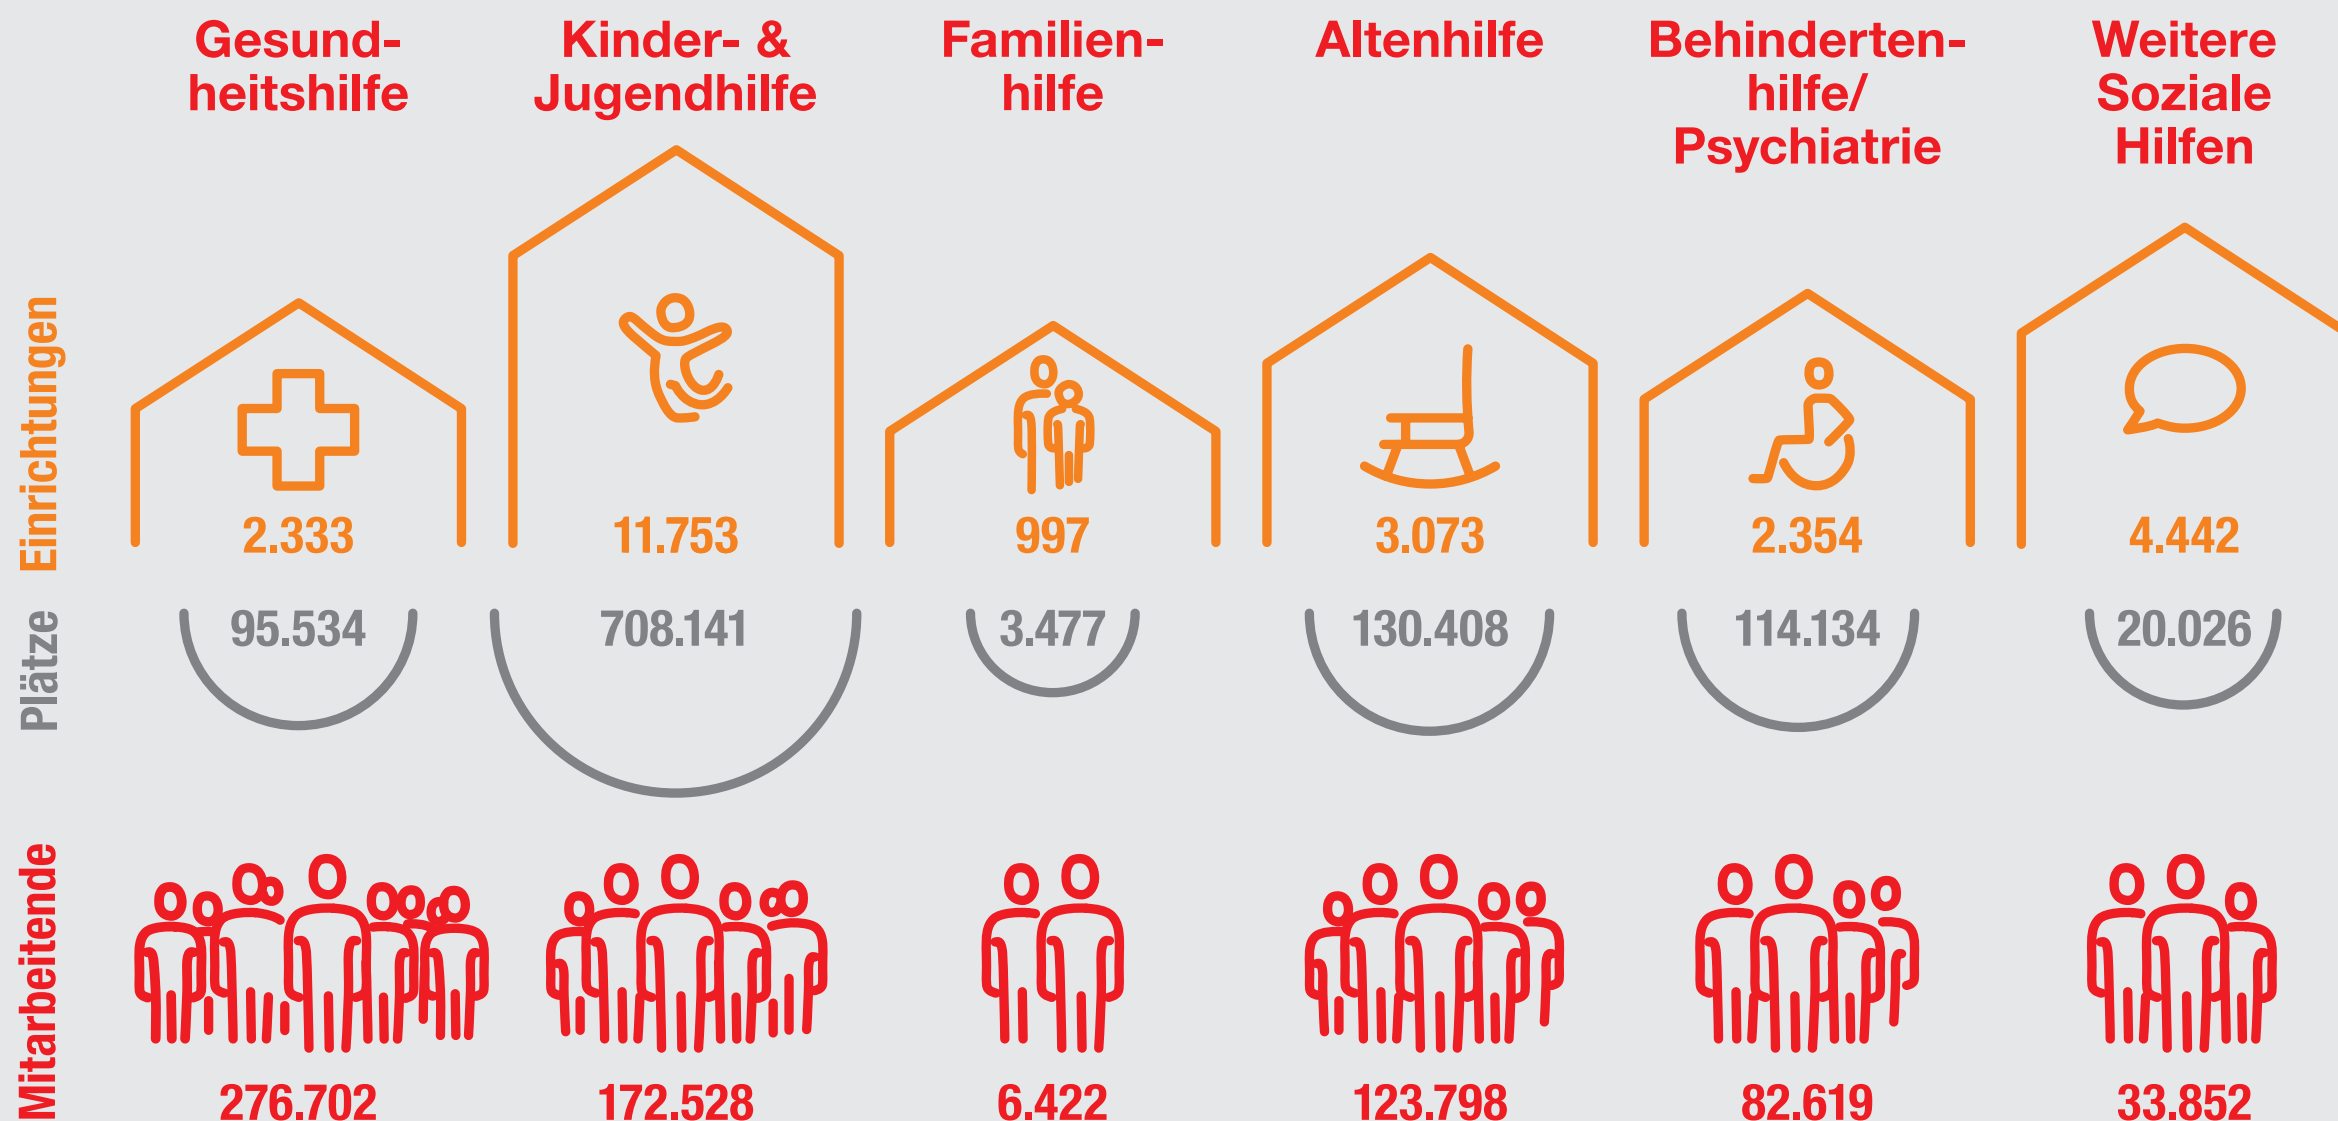 Gesund-
heitshilfe
Kinder- &
Jugendhilfe
Familien-
hilfe
Altenhilfe
Behinderten-
hilfe/
Psychiatrie
Weitere
Soziale
Hilfen
Einrichtungen
2.333
11.753
997
3.073
2.354
4.442
Plätze
95.534
708.141
3.477
130.408
114.134
20.026
Mitarbeitende
276.702
172.528
6.422
123.798
82.619
33.852